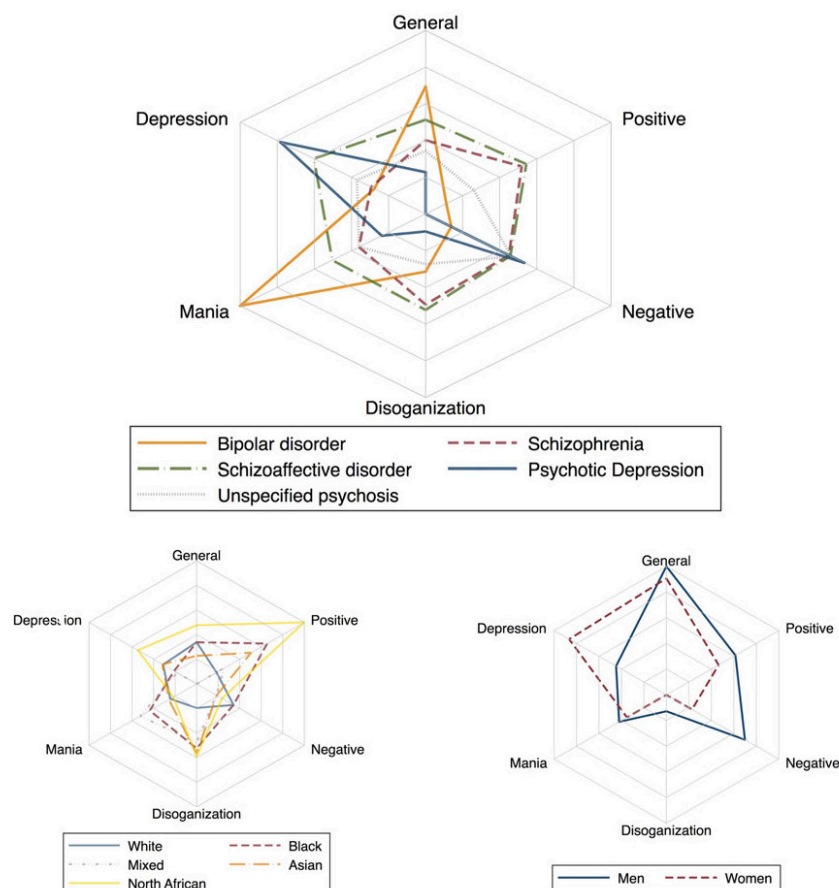 General
Depression
Positive
Mania
Negative
Disoganization
Bipolar disorder
Schizophrenia
Schizoaffective disorder
Psychotic Depression
Unspecified psychosis
General
Depression
Positive
Mania
Negative
Disoganization
White
Black
Mixed
Asian
North African
General
Depression
Positive
Mania
Negative
Disoganization
Men
Women